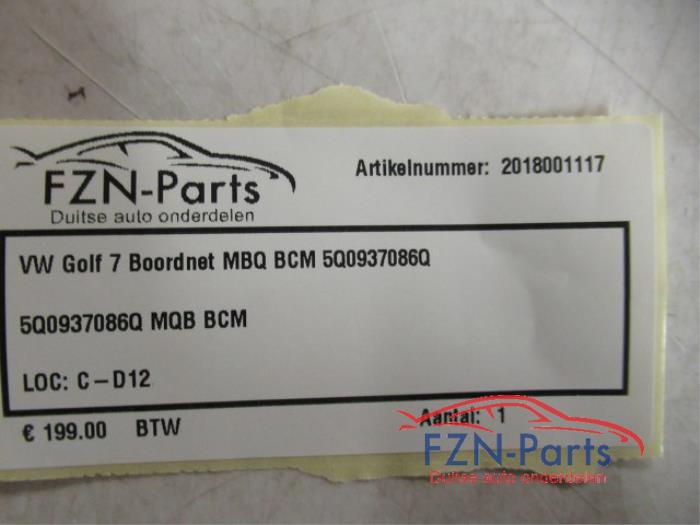 FZN-Parts
Duitse auto onderdelen
Artikelnummer: 2018001117
VW Golf 7 Boordnet MBQ BCM 5Q0937086Q
5Q0937086Q MQB BCM
LOC: C-D12
€ 199.00 BTW
Aantal: 1
FZN-Parts
Duitse auto onderdelen